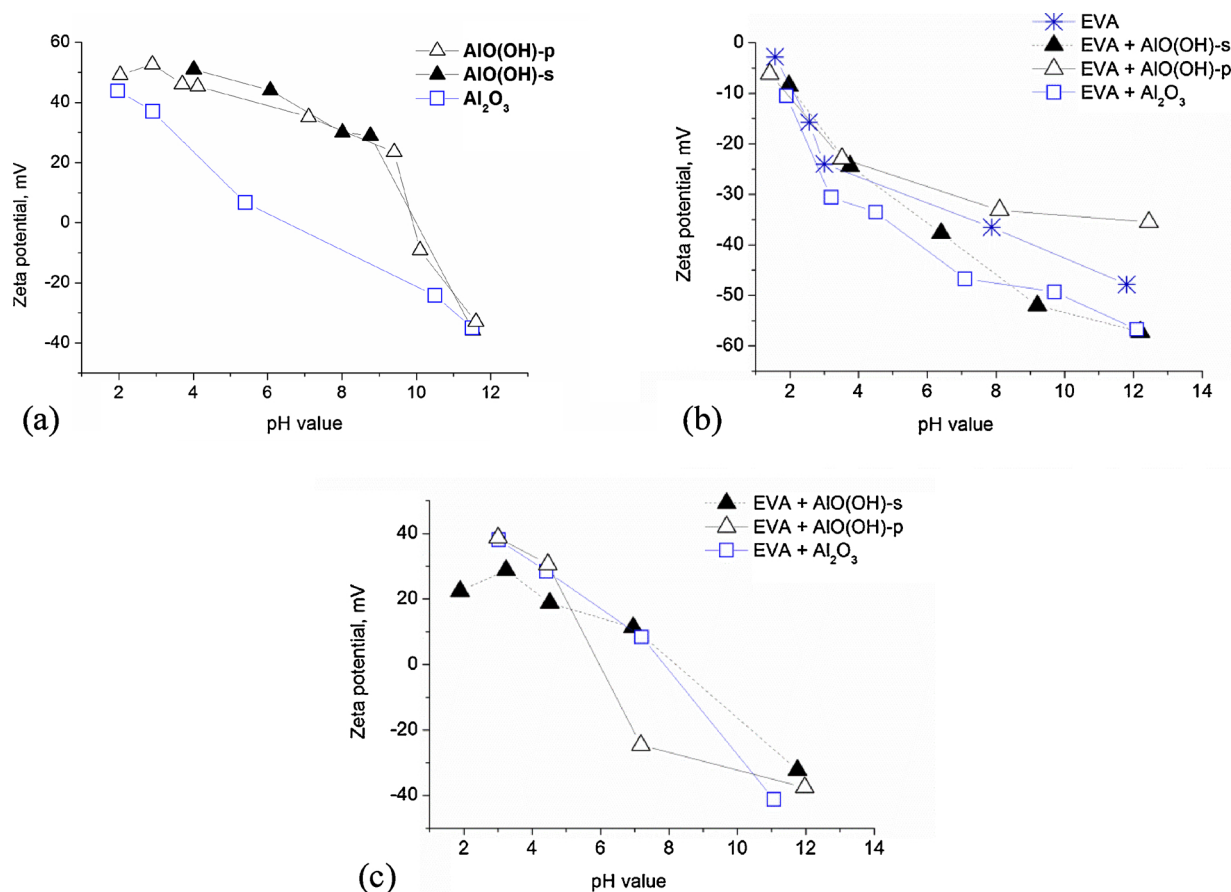 AlO(OH)-p
AlO(OH)-s
Al₂O₃
Zeta potential, mV
60
40
20
0
-20
-40
2 4 6 8 10 12
pH value
(a)
EVA
EVA + AlO(OH)-s
EVA + AlO(OH)-p
EVA + Al₂O₃
Zeta potential, mV
0
-10
-20
-30
-40
-50
-60
2 4 6 8 10 12 14
pH value
(b)
EVA + AlO(OH)-s
EVA + AlO(OH)-p
EVA + Al₂O₃
Zeta potential, mV
40
20
0
-20
-40
2 4 6 8 10 12 14
pH value
(c)